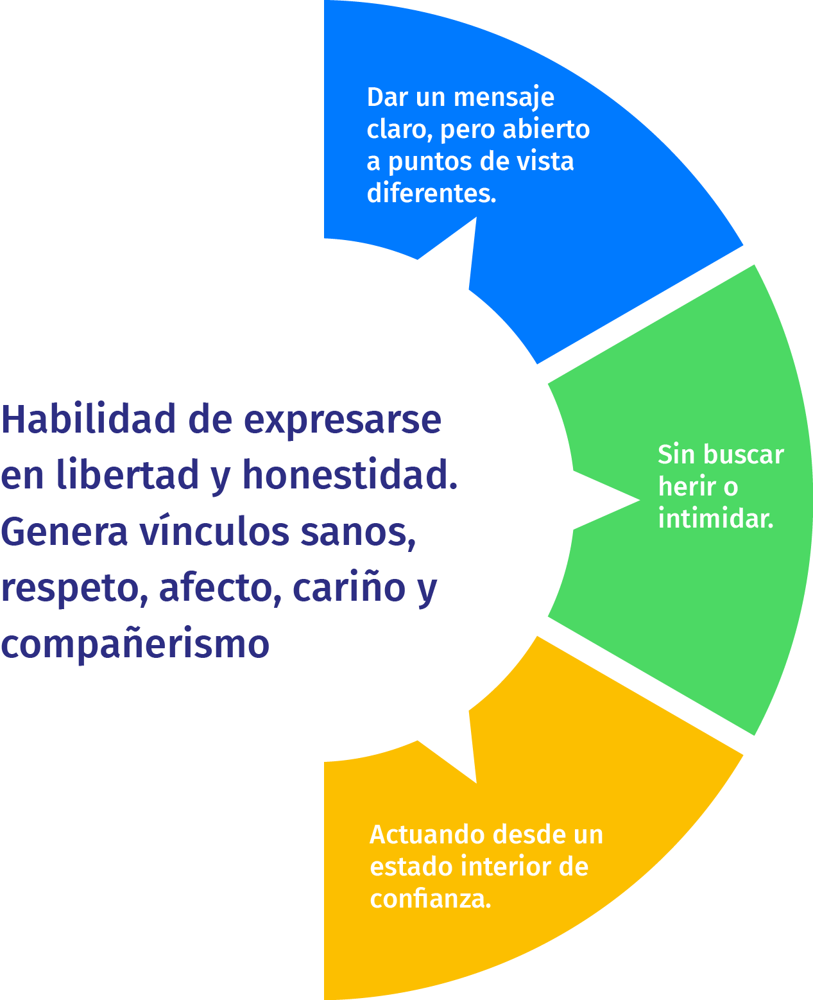 Habilidad de expresarse
en libertad y honestidad.
Genera vínculos sanos,
respeto, afecto, cariño y
compañerismo
Dar un mensaje
claro, pero abierto
a puntos de vista
diferentes.
Sin buscar
herir o
intimidar.
Actuando desde un
estado interior de
confianza.